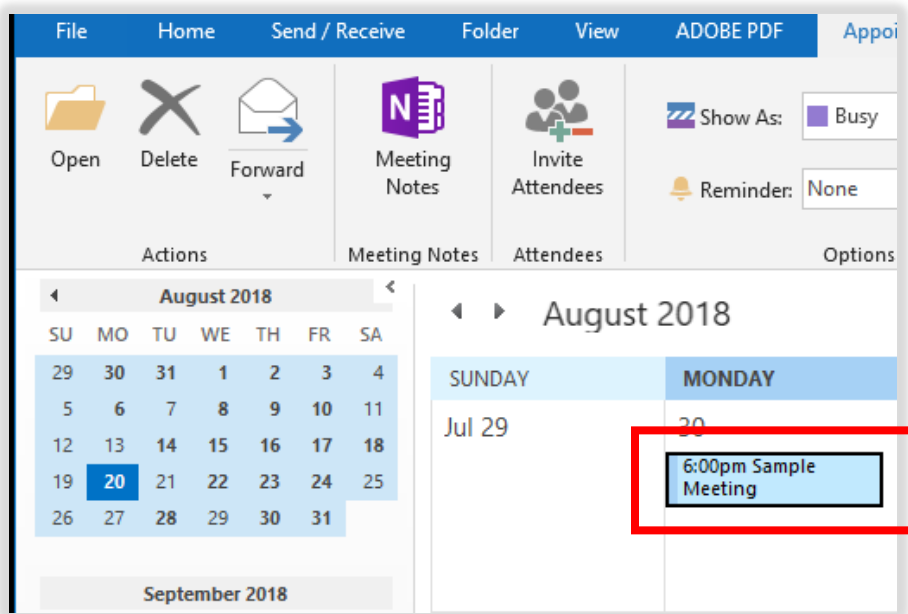 File Home Send / Receive Folder View ADOBE PDF Appoi
N
Open Delete Forward Meeting Notes Invite Attendees
Show As: Busy
Reminder: None
Actions Meeting Notes Attendees Options
August 2018
SU MO TU WE TH FR SA
29 30 31 1 2 3 4
5 6 7 8 9 10 11
12 13 14 15 16 17 18
19 20 21 22 23 24 25
26 27 28 29 30 31
September 2018
August 2018
SUNDAY MONDAY
Jul 29 30
6:00pm Sample
Meeting